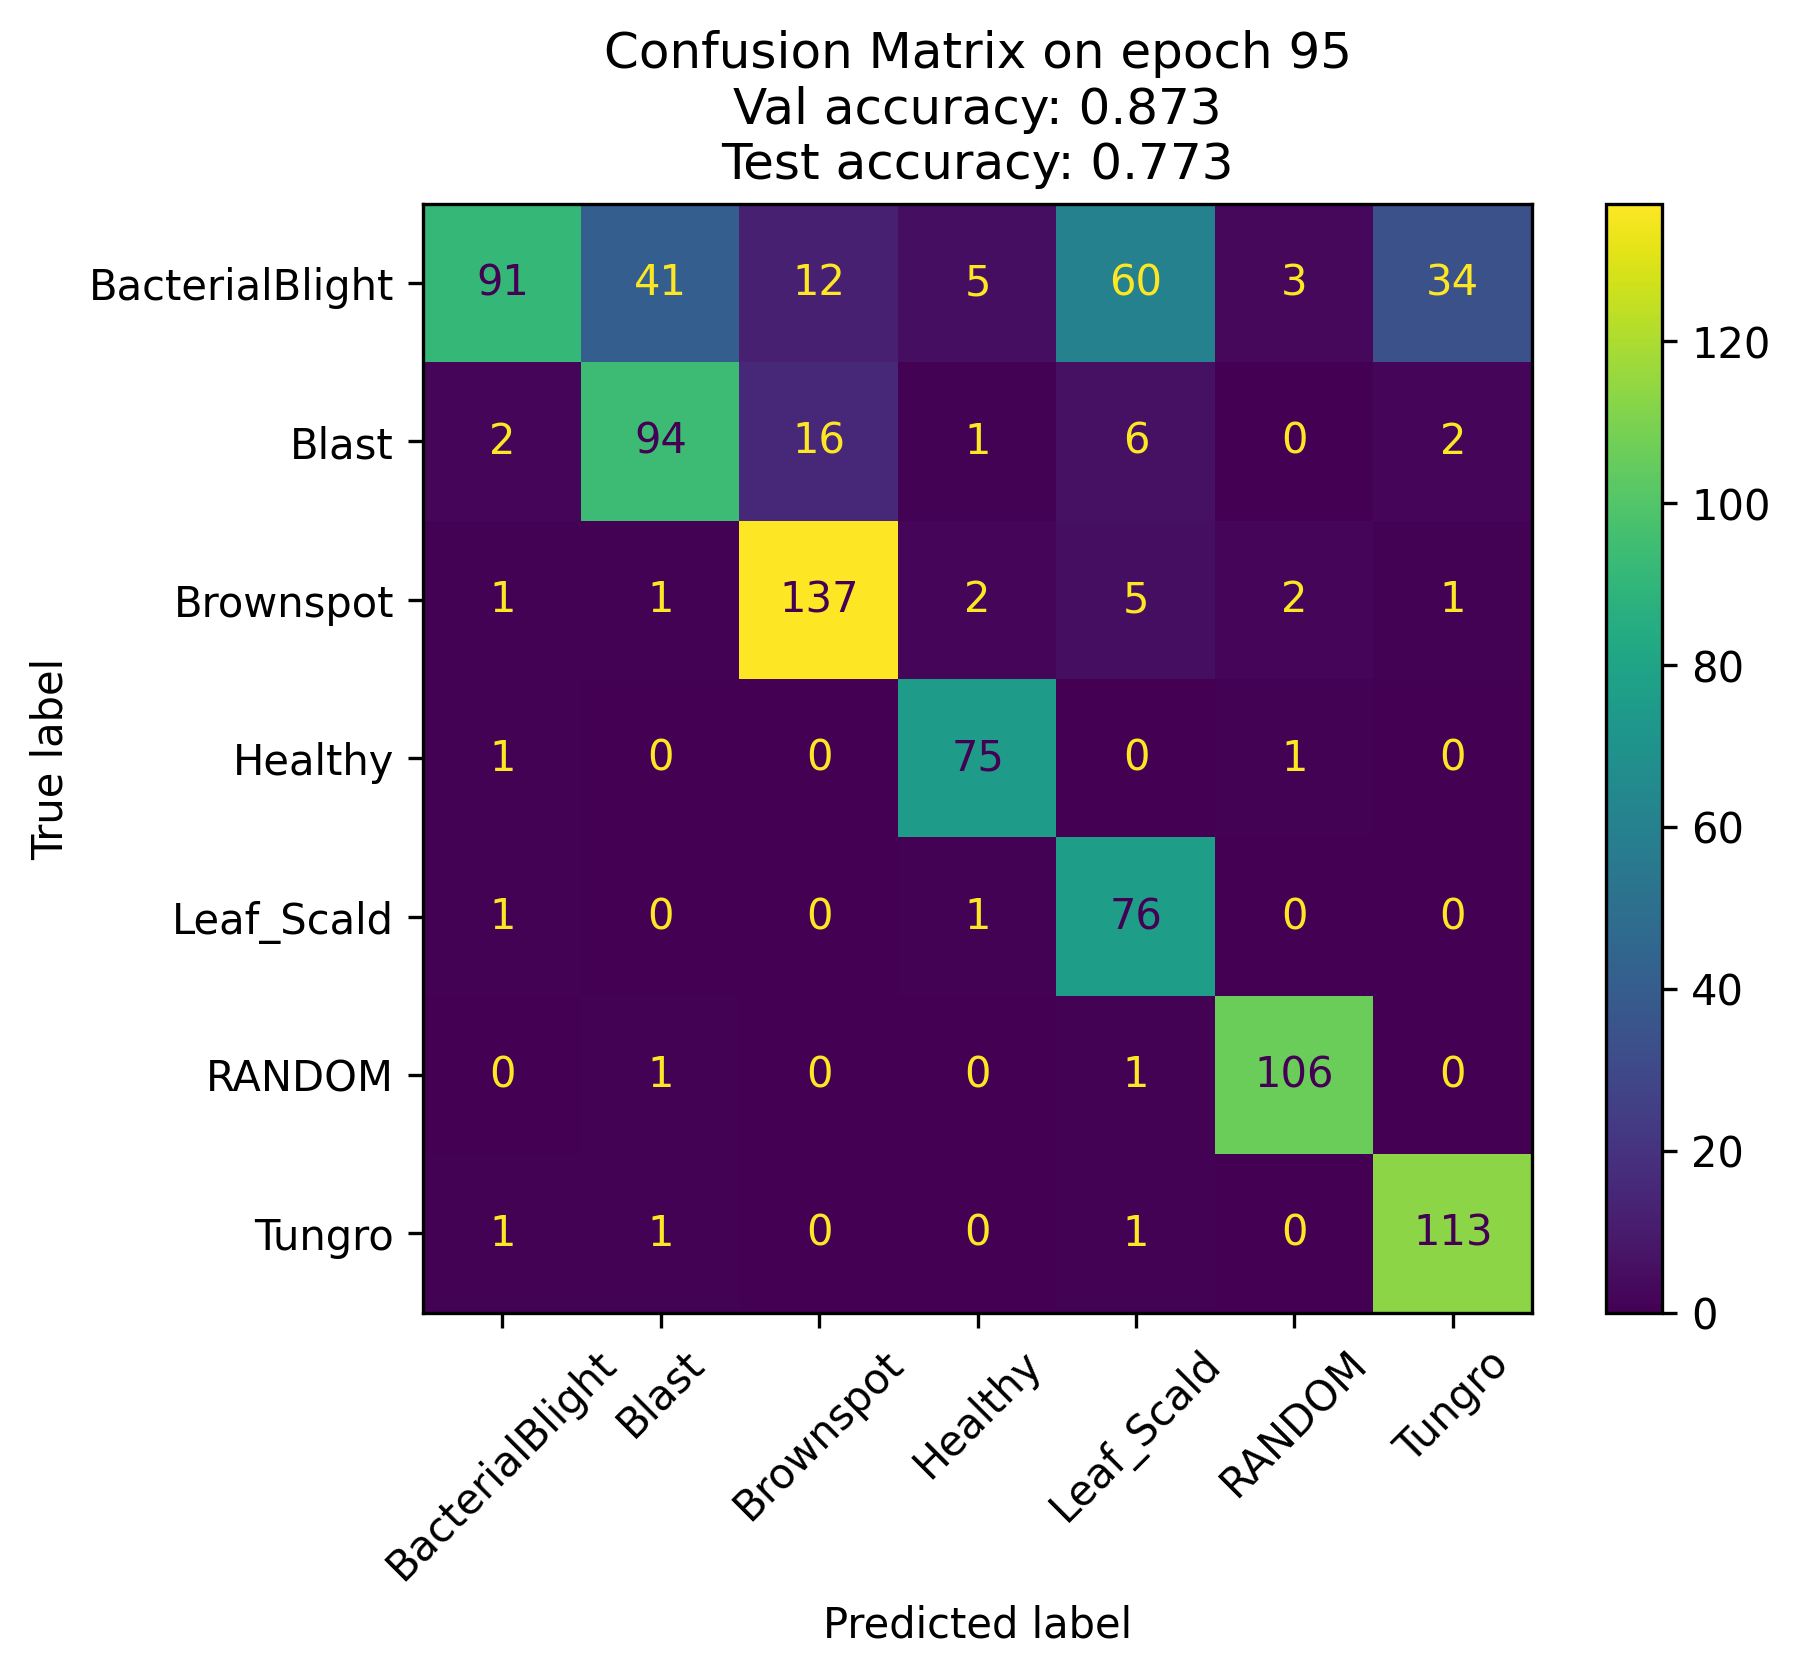 Confusion Matrix on epoch 95
Val accuracy: 0.873
Test accuracy: 0.773
True label
BacterialBlight 91 41 12 5 60 3 34
Blast 2 94 16 1 6 0 2
Brownspot 1 1 137 2 5 2 1
Healthy 1 0 0 75 0 1 0
Leaf_Scald 1 0 0 1 76 0 0
RANDOM 0 1 0 0 1 106 0
Tungro 1 1 0 0 1 0 113
BacterialBlight Blast Brownspot Healthy Leaf_Scald RANDOM Tungro
Predicted label
120
100
80
60
40
20
0